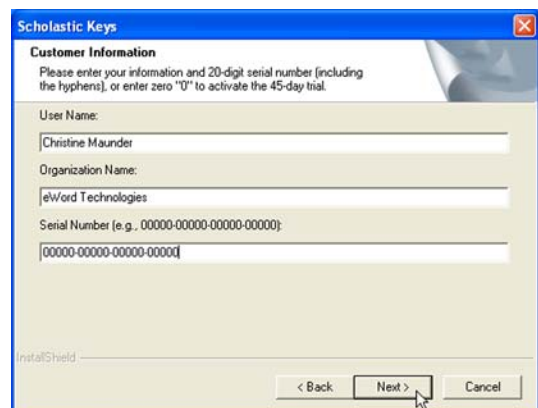 Scholastic Keys
Customer Information
Please enter your information and 20-digit serial number (including
the hyphens), or enter zero "0" to activate the 45-day trial.
User Name:
Christine Maunder
Organization Name:
eWord Technologies
Serial Number (e.g., 00000-00000-00000-00000):
00000-00000-00000-00000
InstallShield
< Back Next > Cancel